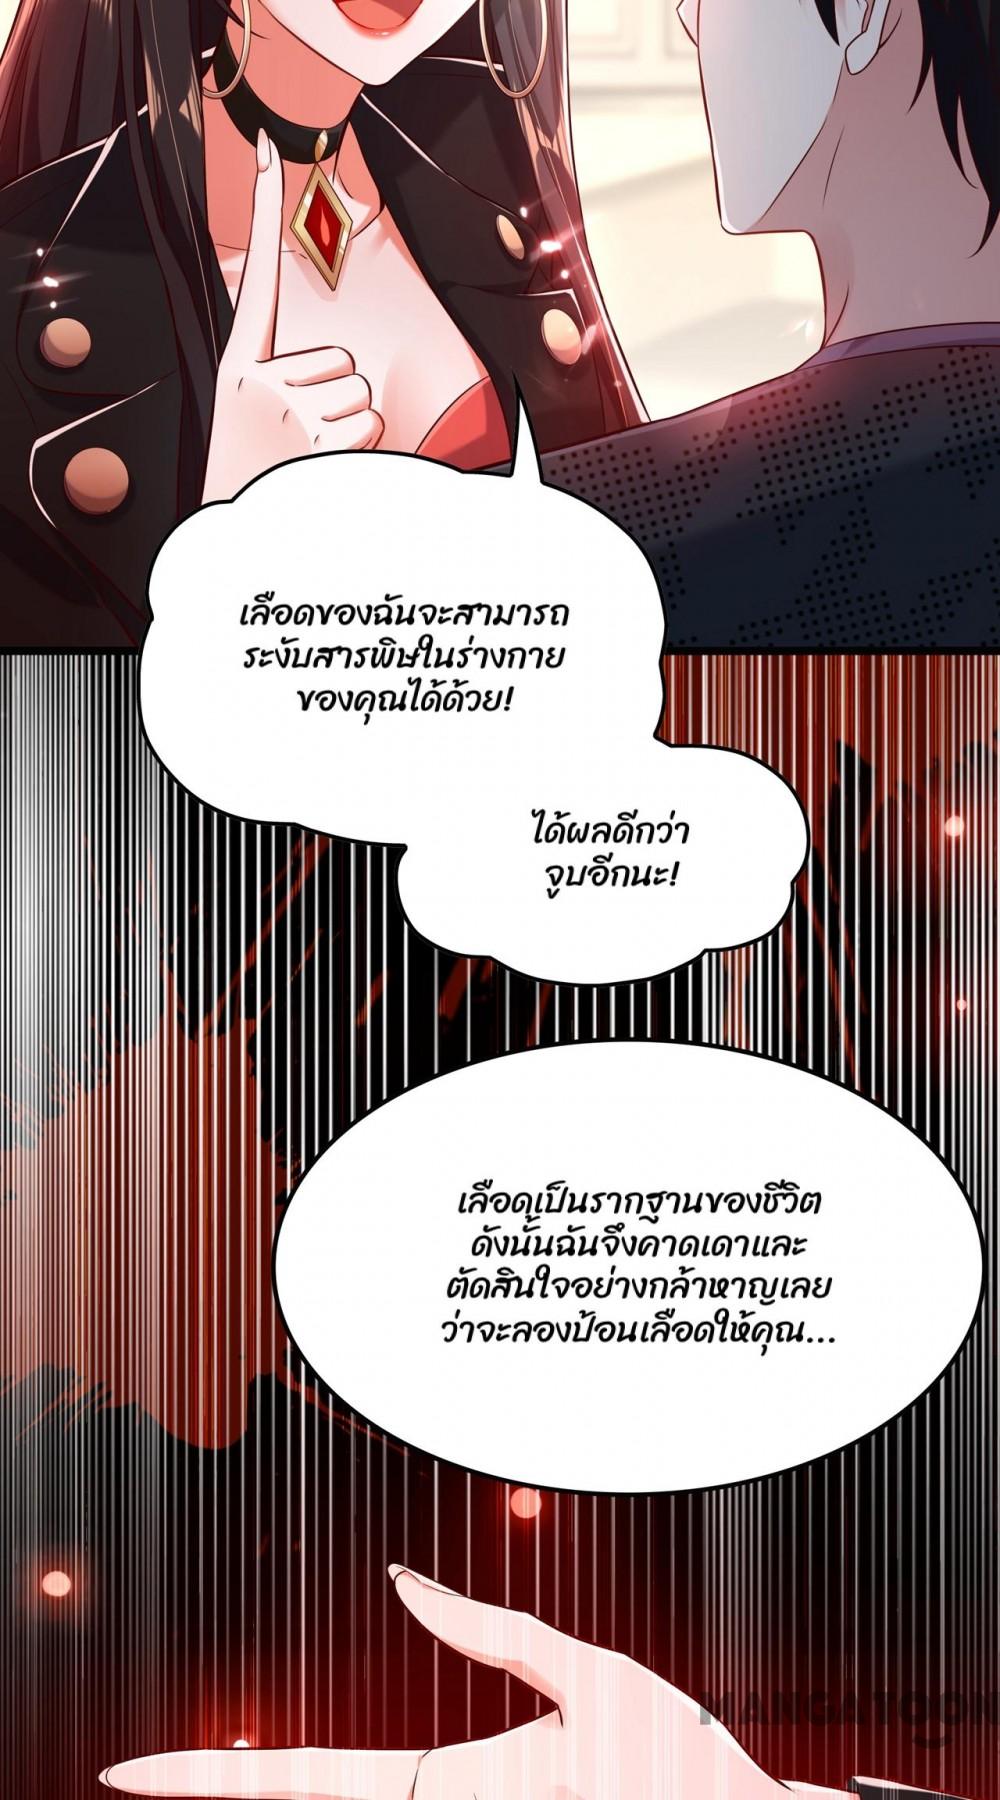 เลือดของฉันจะสามารถ
ระงับสารพิษในร่างกาย
ของคุณได้ด้วย!
ได้ผลดีกว่า
จูบอีกนะ!
เลือดเป็นรากฐานของชีวิต
ดังนั้นฉันจึงคาดเดาและ
ตัดสินใจอย่างกล้าหาญเลย
ว่าจะลองป้อนเลือดให้คุณ...
MANGATOON